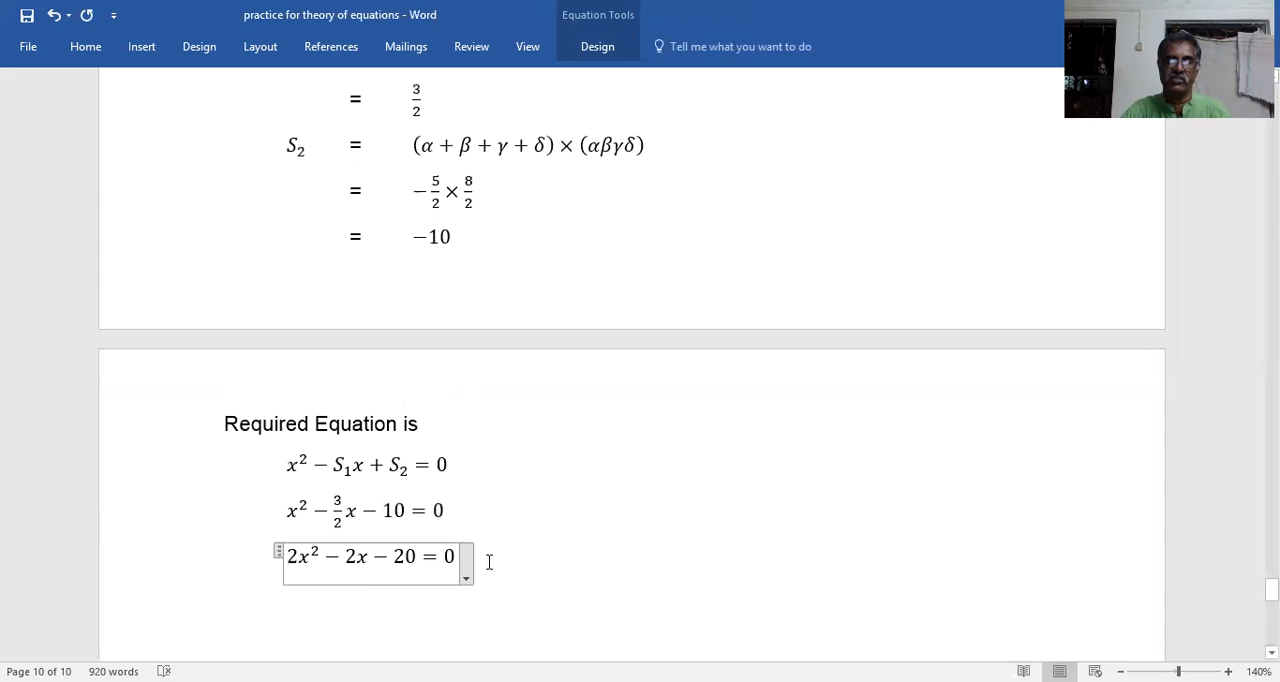 practice for theory of equations - Word
Equation Tools
File Home Insert Design Layout References Mailings Review View Design Tell me what you want to do
= 3/2
S₂ = (α + β + γ + δ) × (αβγδ)
= −5/2 × 8/2
= −10
Required Equation is
x² − S₁x + S₂ = 0
x² − 3/2 x − 10 = 0
2x² − 2x − 20 = 0
Page 10 of 10 920 words 140%